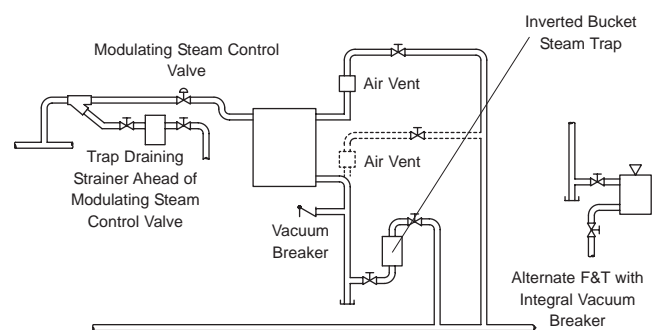 Inverted Bucket
Steam Trap
Modulating Steam Control
Valve
Air Vent
Trap Draining
Strainer Ahead of
Modulating Steam
Control Valve
Air Vent
Vacuum
Breaker
Alternate F&T with
Integral Vacuum
Breaker